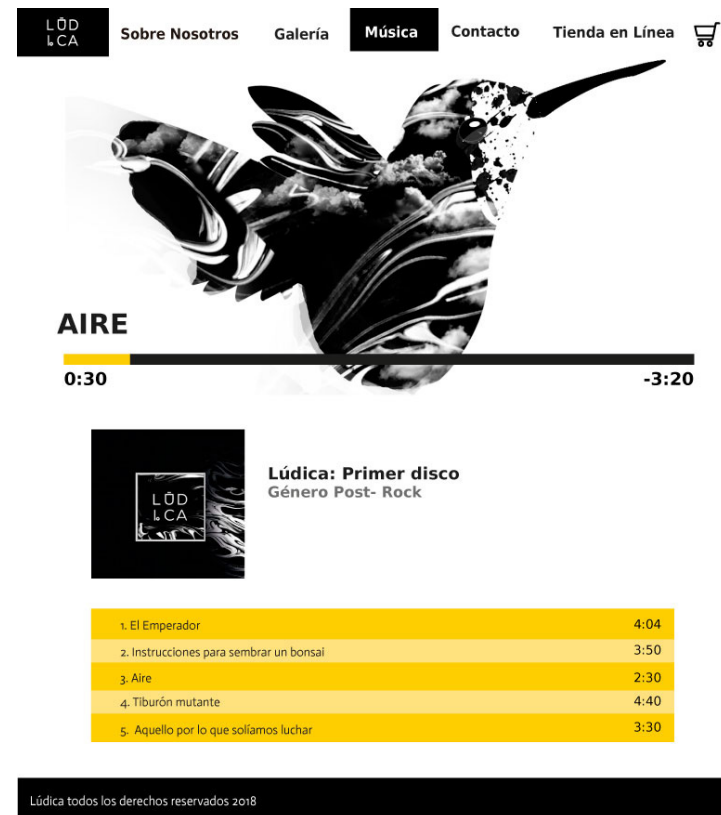 LŪD
ɩ.CA
Sobre Nosotros
Galería
Música
Contacto
Tienda en Línea
AIRE
0:30
-3:20
LŪD
ɩ.CA
Lúdica: Primer disco
Género Post- Rock
1. El Emperador 4:04
2. Instrucciones para sembrar un bonsai 3:50
3. Aire 2:30
4. Tiburón mutante 4:40
5. Aquello por lo que solíamos luchar 3:30
Lúdica todos los derechos reservados 2018